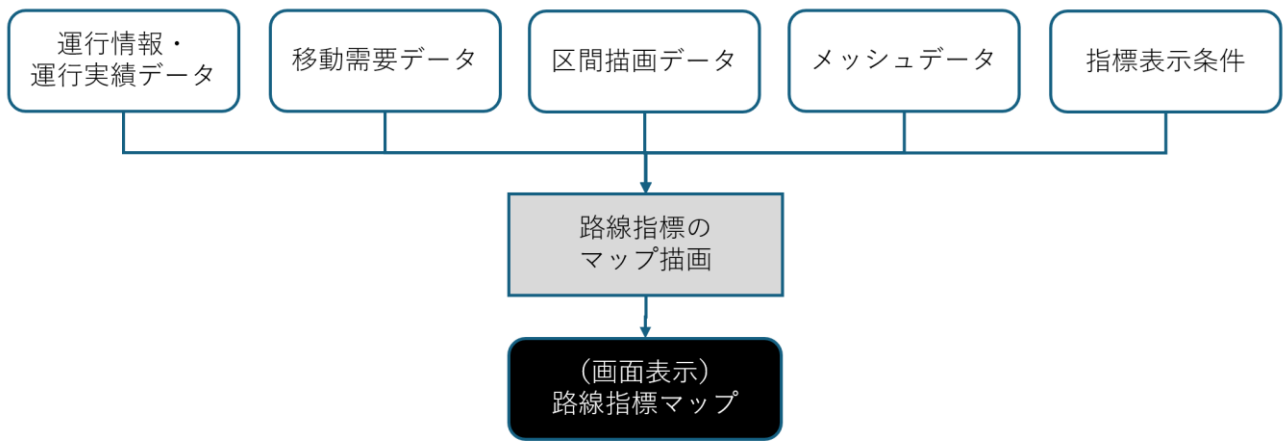 運行情報・
運行実績データ
移動需要データ
区間描画データ
メッシュデータ
指標表示条件
路線指標の
マップ描画
（画面表示）
路線指標マップ